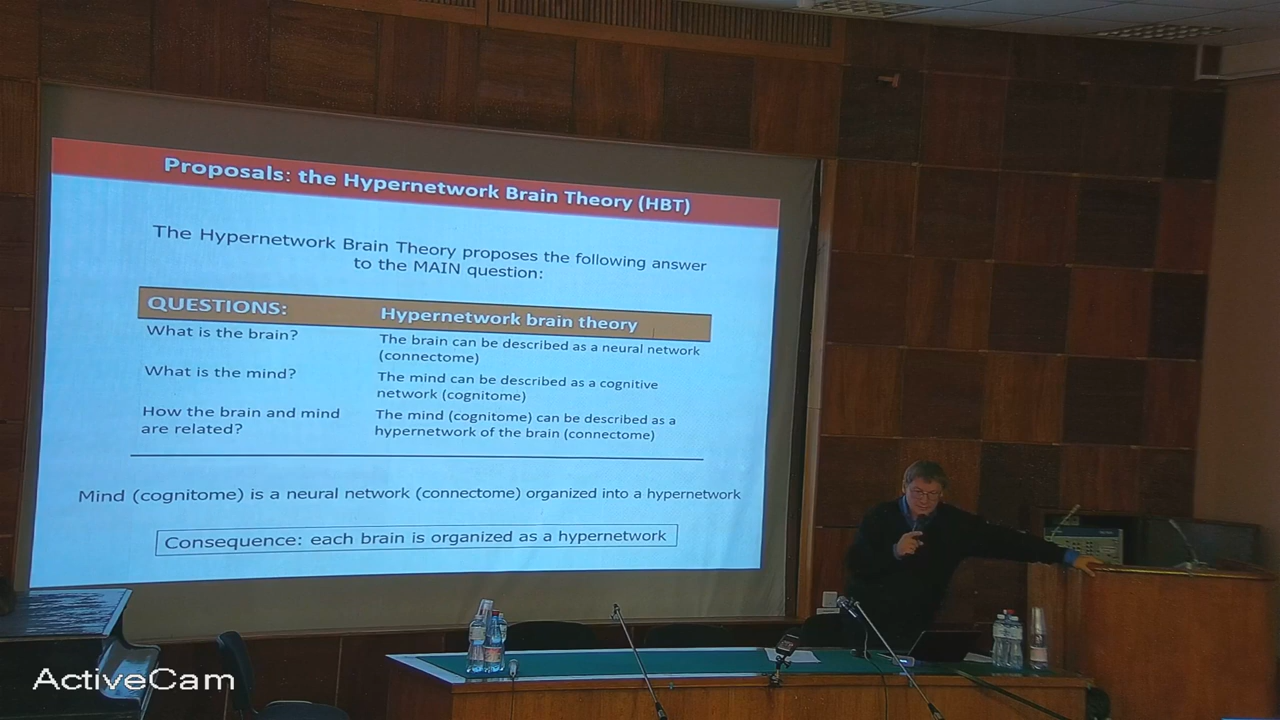 Proposals: the Hypernetwork Brain Theory (HBT)
The Hypernetwork Brain Theory proposes the following answer
to the MAIN question:
QUESTIONS: Hypernetwork brain theory
What is the brain? The brain can be described as a neural network
(connectome)
What is the mind? The mind can be described as a cognitive
network (cognitome)
How the brain and mind The mind (cognitome) can be described as a
are related? hypernetwork of the brain (connectome)
Mind (cognitome) is a neural network (connectome) organized into a hypernetwork
Consequence: each brain is organized as a hypernetwork
ActiveCam